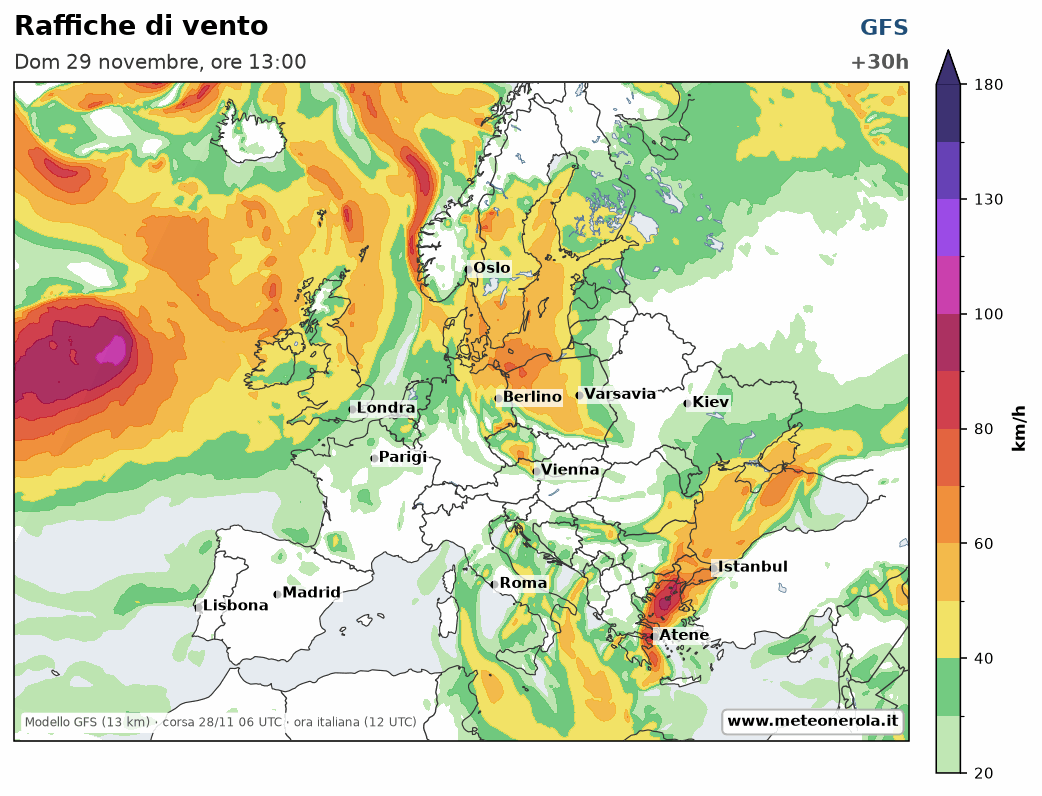 Raffiche di vento
GFS
Dom 29 novembre, ore 13:00
+30h
180
130
100
80
60
40
20
km/h
Oslo
Berlino
Varsavia
Kiev
Londra
Parigi
Vienna
Istanbul
Roma
Madrid
Lisbona
Atene
Modello GFS (13 km) · corsa 28/11 06 UTC · ora italiana (12 UTC)
www.meteonerola.it